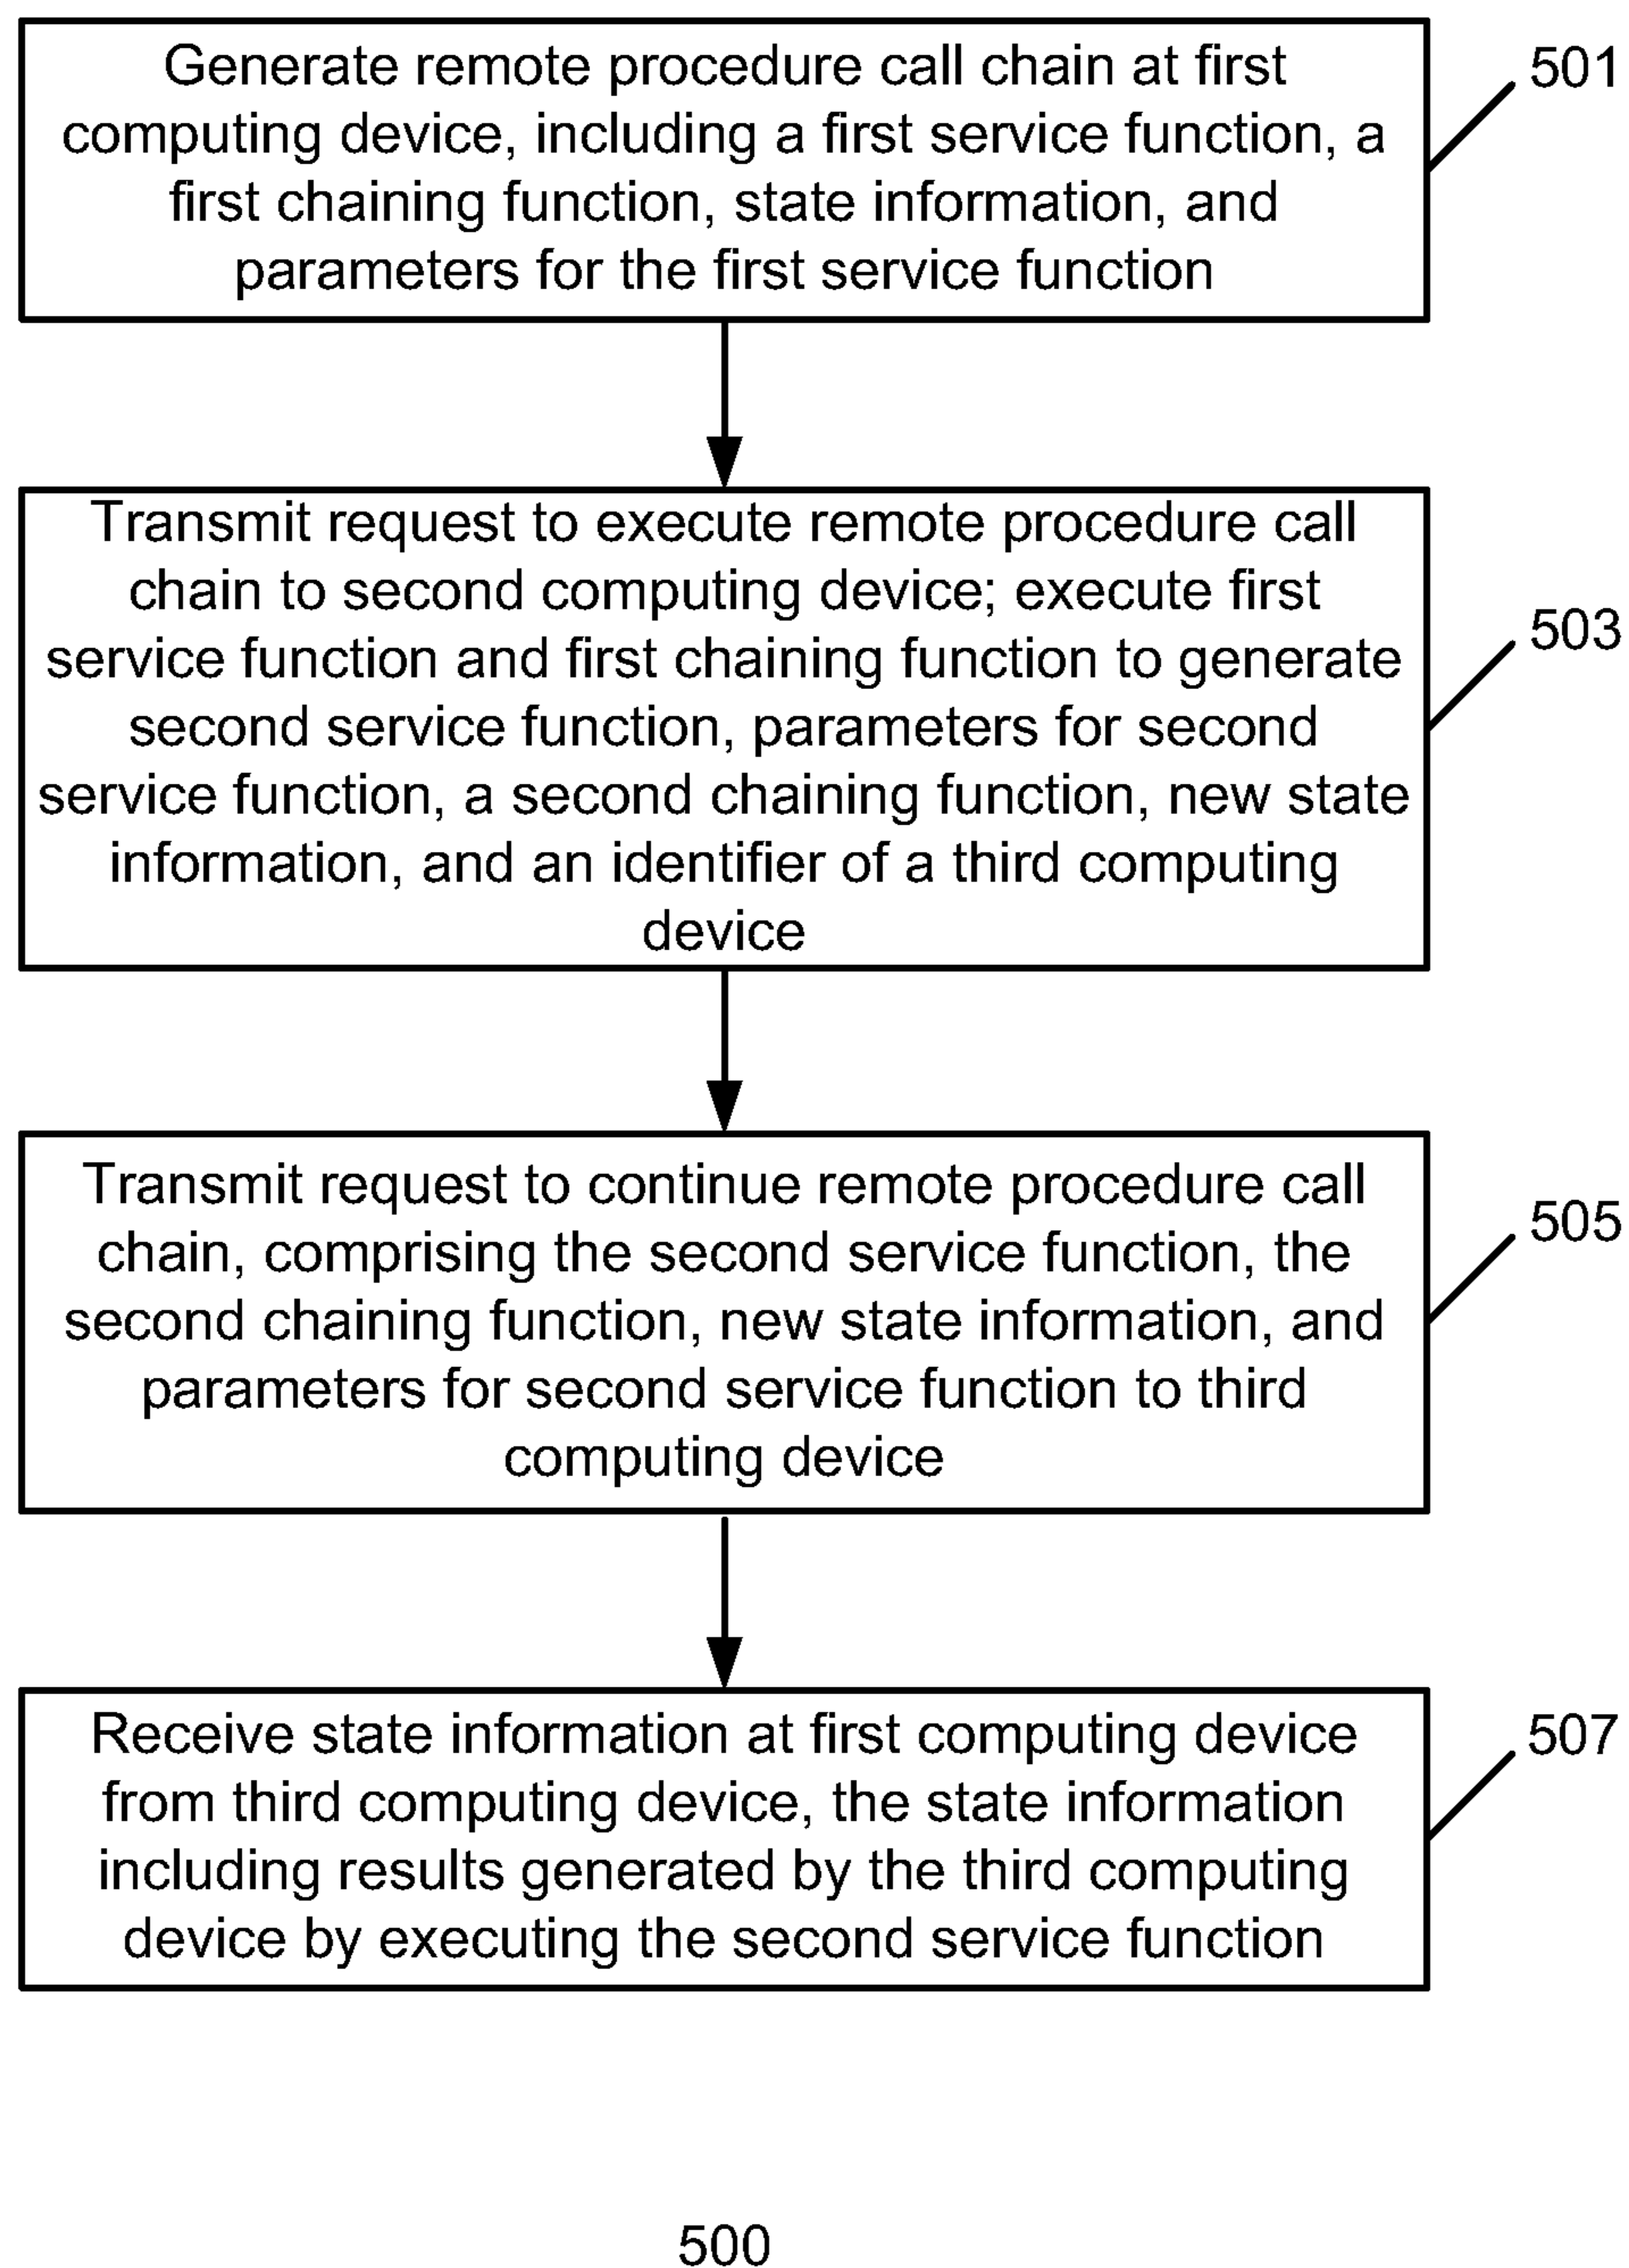 Generate remote procedure call chain at first
computing device, including a first service function, a
first chaining function, state information, and
parameters for the first service function
501
Transmit request to execute remote procedure call
chain to second computing device; execute first
service function and first chaining function to generate
second service function, parameters for second
service function, a second chaining function, new state
information, and an identifier of a third computing
device
503
Transmit request to continue remote procedure call
chain, comprising the second service function, the
second chaining function, new state information, and
parameters for second service function to third
computing device
505
Receive state information at first computing device
from third computing device, the state information
including results generated by the third computing
device by executing the second service function
507
500